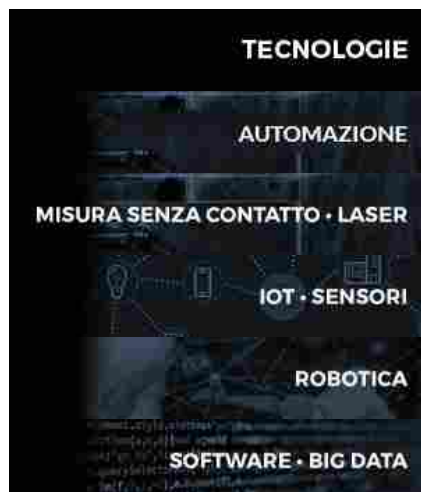 TECNOLOGIE
AUTOMAZIONE
MISURA SENZA CONTATTO • LASER
IOT • SENSORI
ROBOTICA
SOFTWARE • BIG DATA